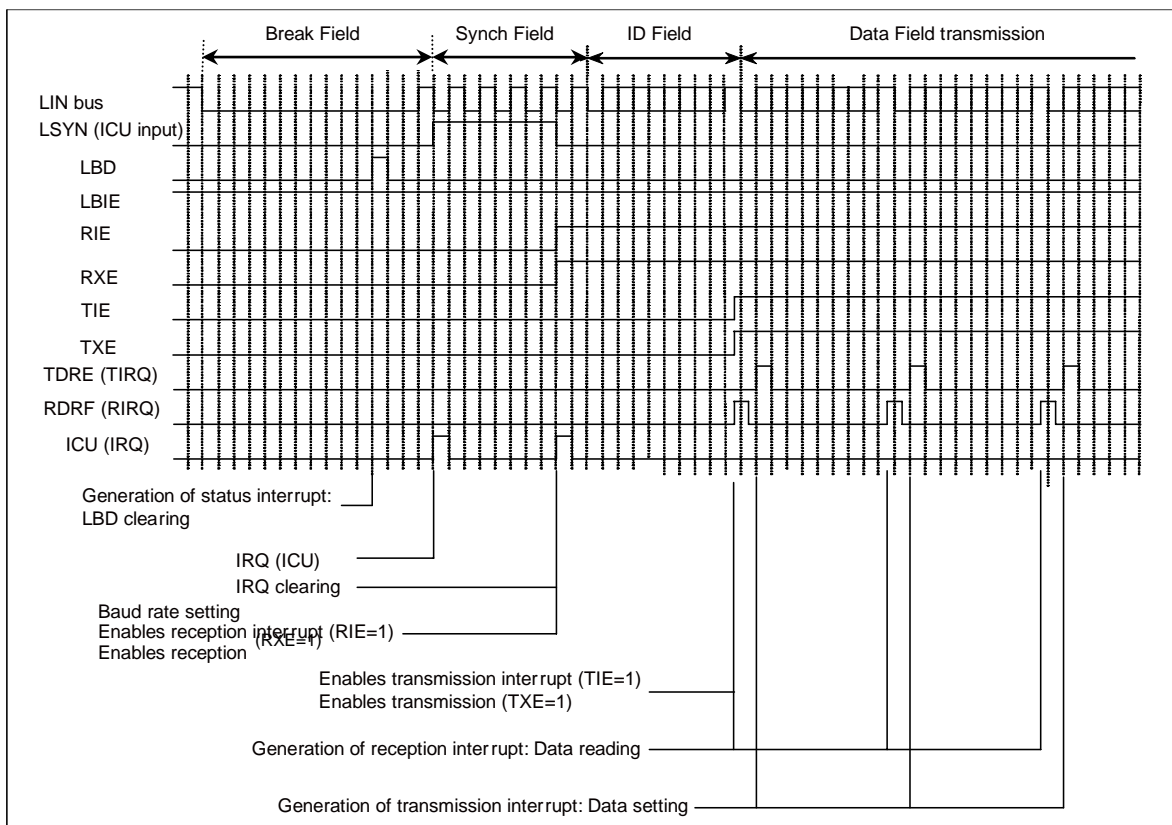 Break Field Synch Field ID Field Data Field transmission
LIN bus
LSYN (ICU input)
LBD
LBIE
RIE
RXE
TIE
TXE
TDRE (TIRQ)
RDRF (RIRQ)
ICU (IRQ)
Generation of status interrupt:
LBD clearing
IRQ (ICU)
IRQ clearing
Baud rate setting
Enables reception interrupt (RIE=1)
Enables reception (RXE=1)
Enables transmission interrupt (TIE=1)
Enables transmission (TXE=1)
Generation of reception interrupt: Data reading
Generation of transmission interrupt: Data setting